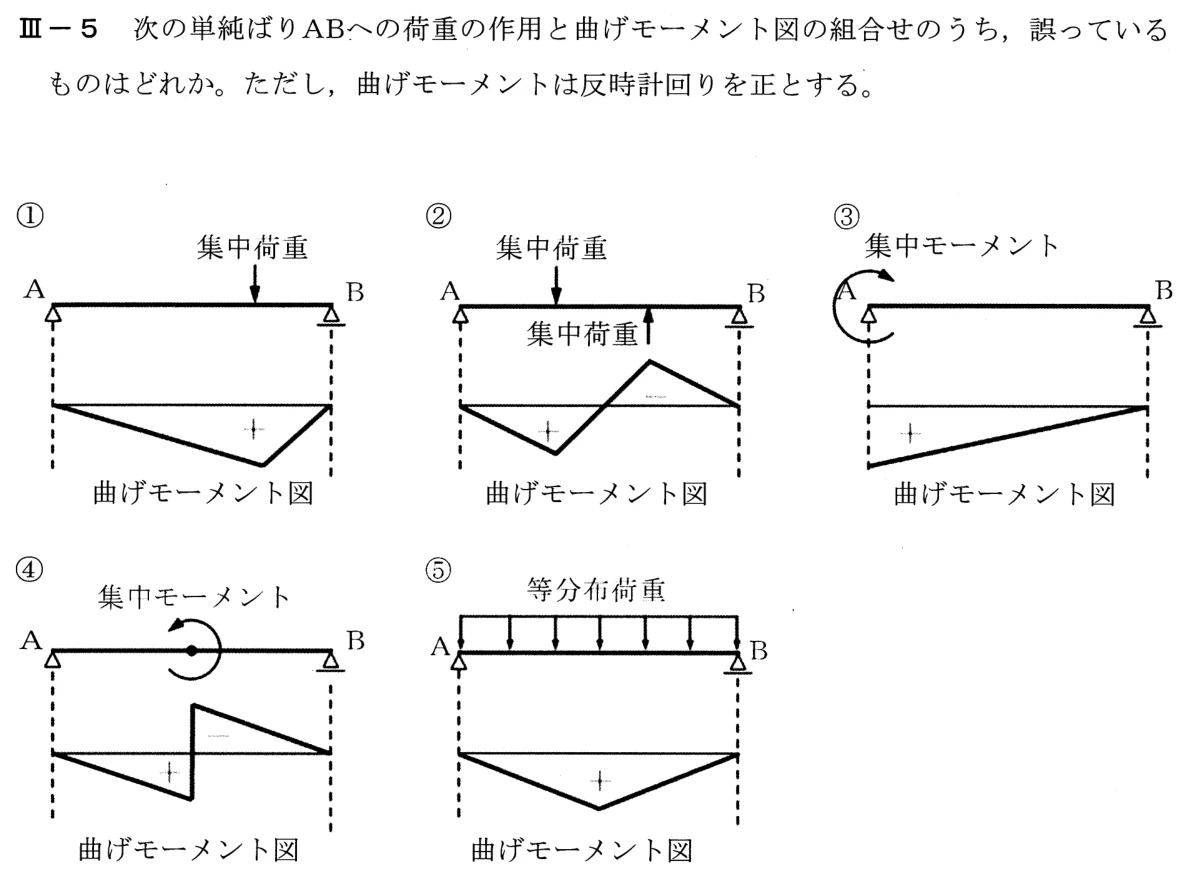 Ⅲ－5　次の単純ばりABへの荷重の作用と曲げモーメント図の組合せのうち，誤っている
ものはどれか。ただし，曲げモーメントは反時計回りを正とする。
①
集中荷重
A
B
+
曲げモーメント図
②
集中荷重
A
B
集中荷重
+
−
曲げモーメント図
③
集中モーメント
A
B
+
曲げモーメント図
④
集中モーメント
A
B
−
+
曲げモーメント図
⑤
等分布荷重
A
B
+
曲げモーメント図